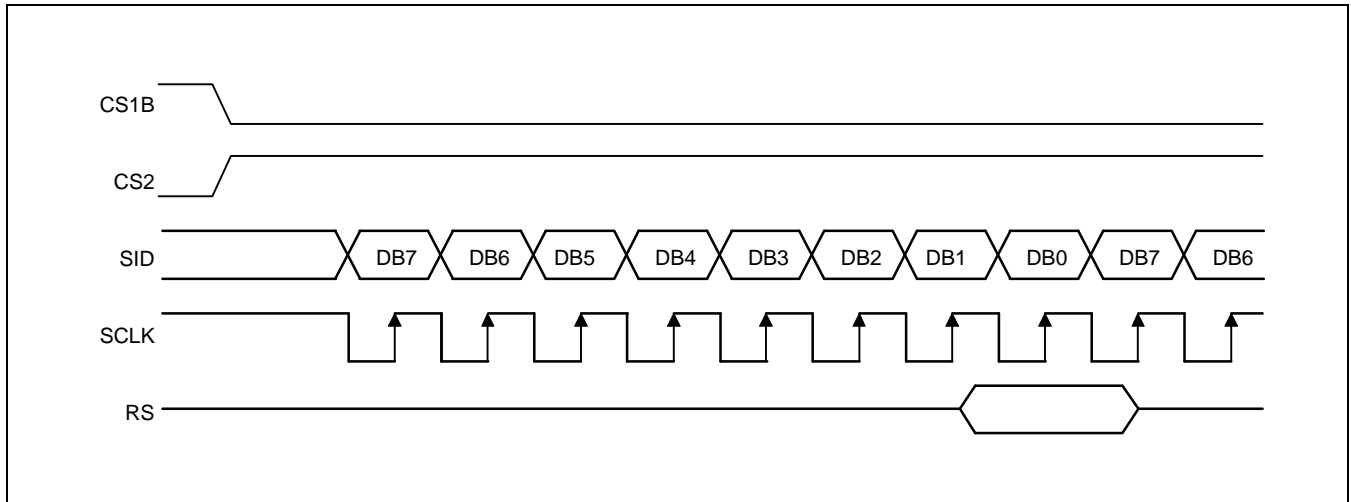 CS1B
CS2
SID DB7 DB6 DB5 DB4 DB3 DB2 DB1 DB0 DB7 DB6
SCLK
RS